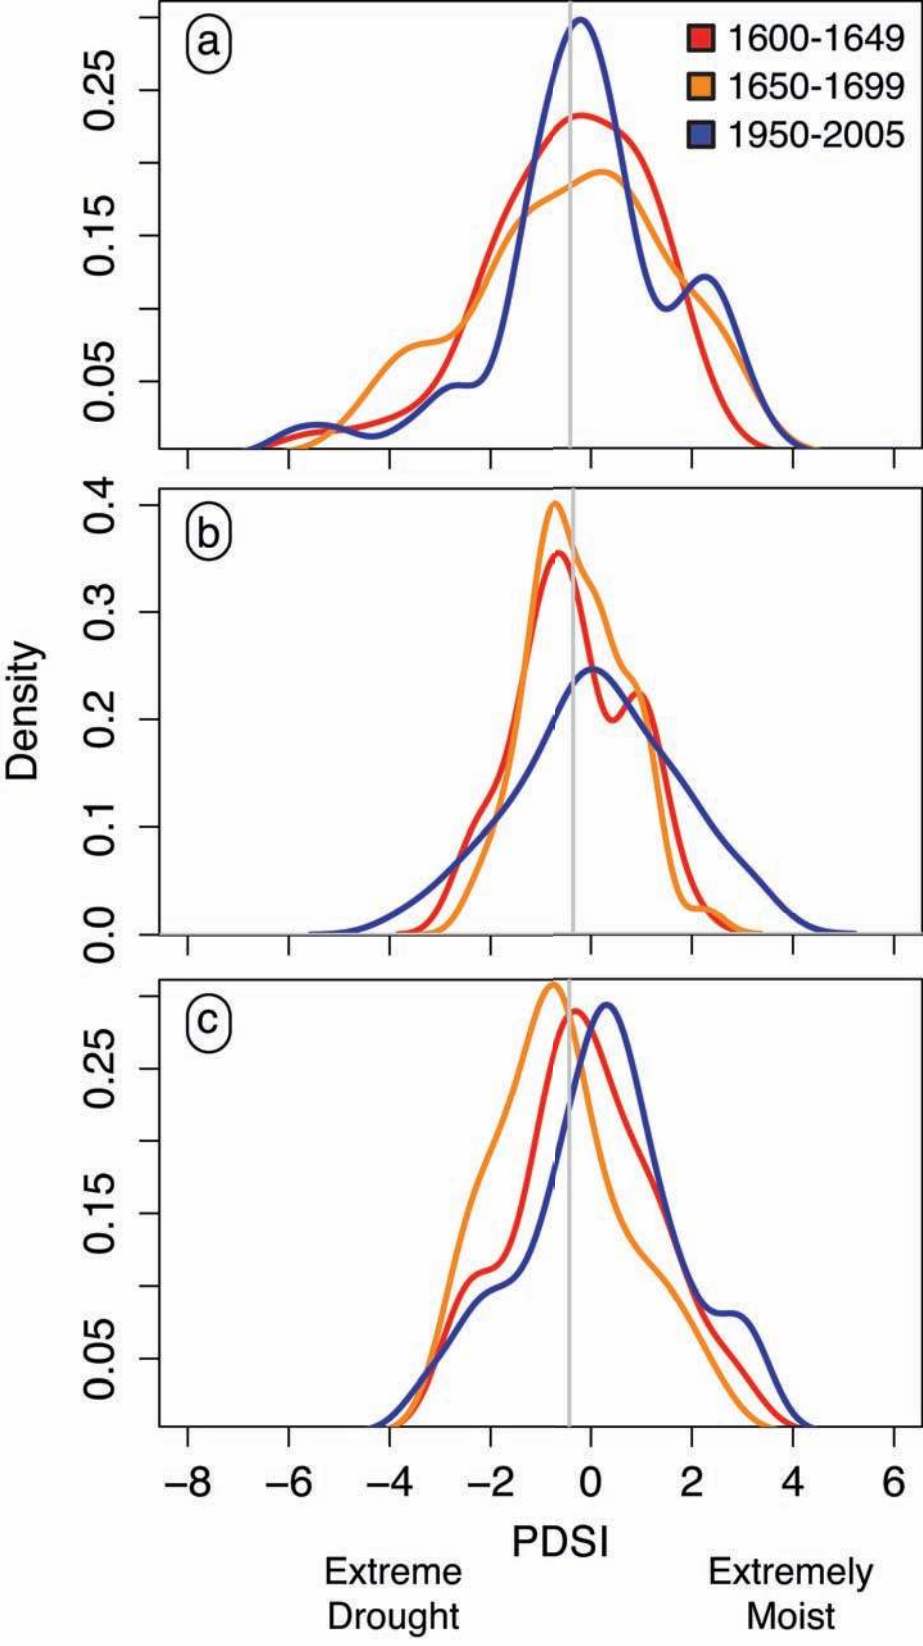 a
1600-1649
1650-1699
1950-2005
0.25
0.15
0.05
b
0.4
0.3
0.2
0.1
0.0
Density
c
0.25
0.15
0.05
−8 −6 −4 −2 0 2 4 6
PDSI
Extreme Extremely
Drought Moist